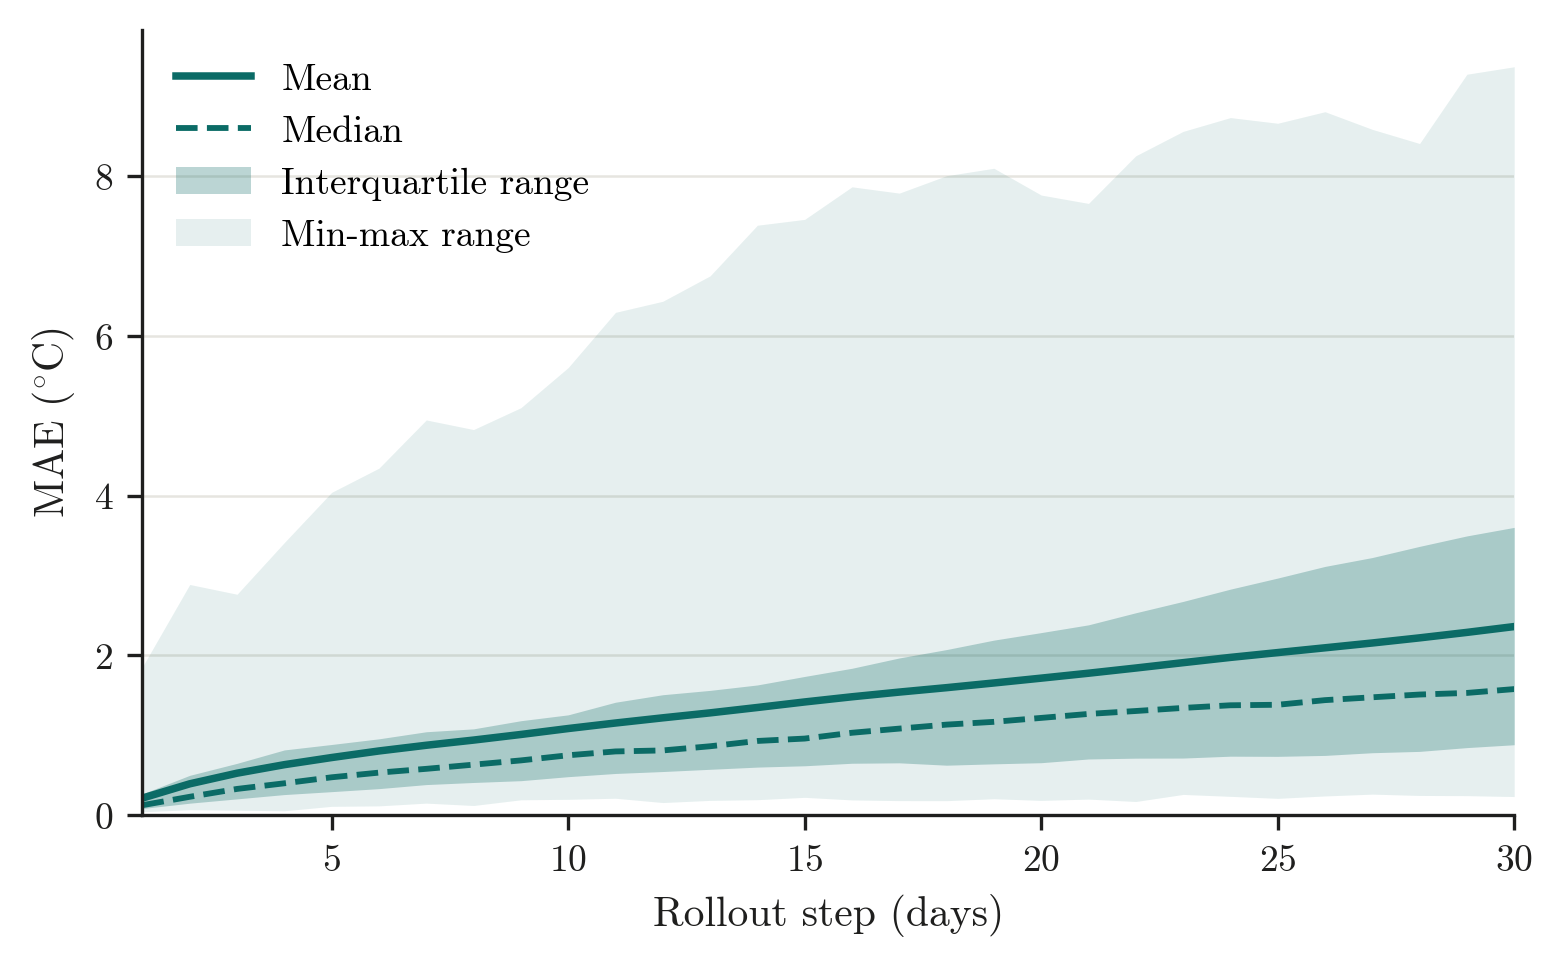 Mean
Median
Interquartile range
Min-max range
8
6
4
2
0
MAE (°C)
5 10 15 20 25 30
Rollout step (days)